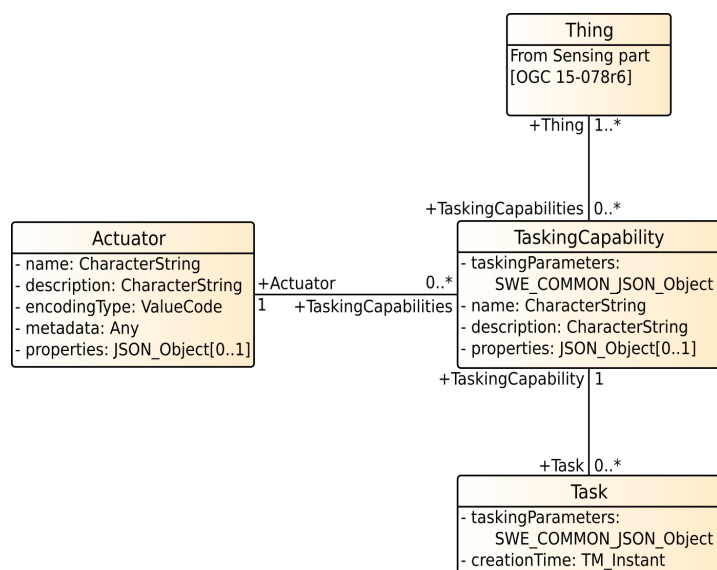 Thing
From Sensing part
[OGC 15-078r6]
+Thing 1..*
+TaskingCapabilities 0..*
Actuator
- name: CharacterString
- description: CharacterString
- encodingType: ValueCode
- metadata: Any
- properties: JSON_Object[0..1]
+Actuator 0..*
1 +TaskingCapabilities
TaskingCapability
- taskingParameters:
SWE_COMMON_JSON_Object
- name: CharacterString
- description: CharacterString
- properties: JSON_Object[0..1]
+TaskingCapability 1
+Task 0..*
Task
- taskingParameters:
SWE_COMMON_JSON_Object
- creationTime: TM_Instant